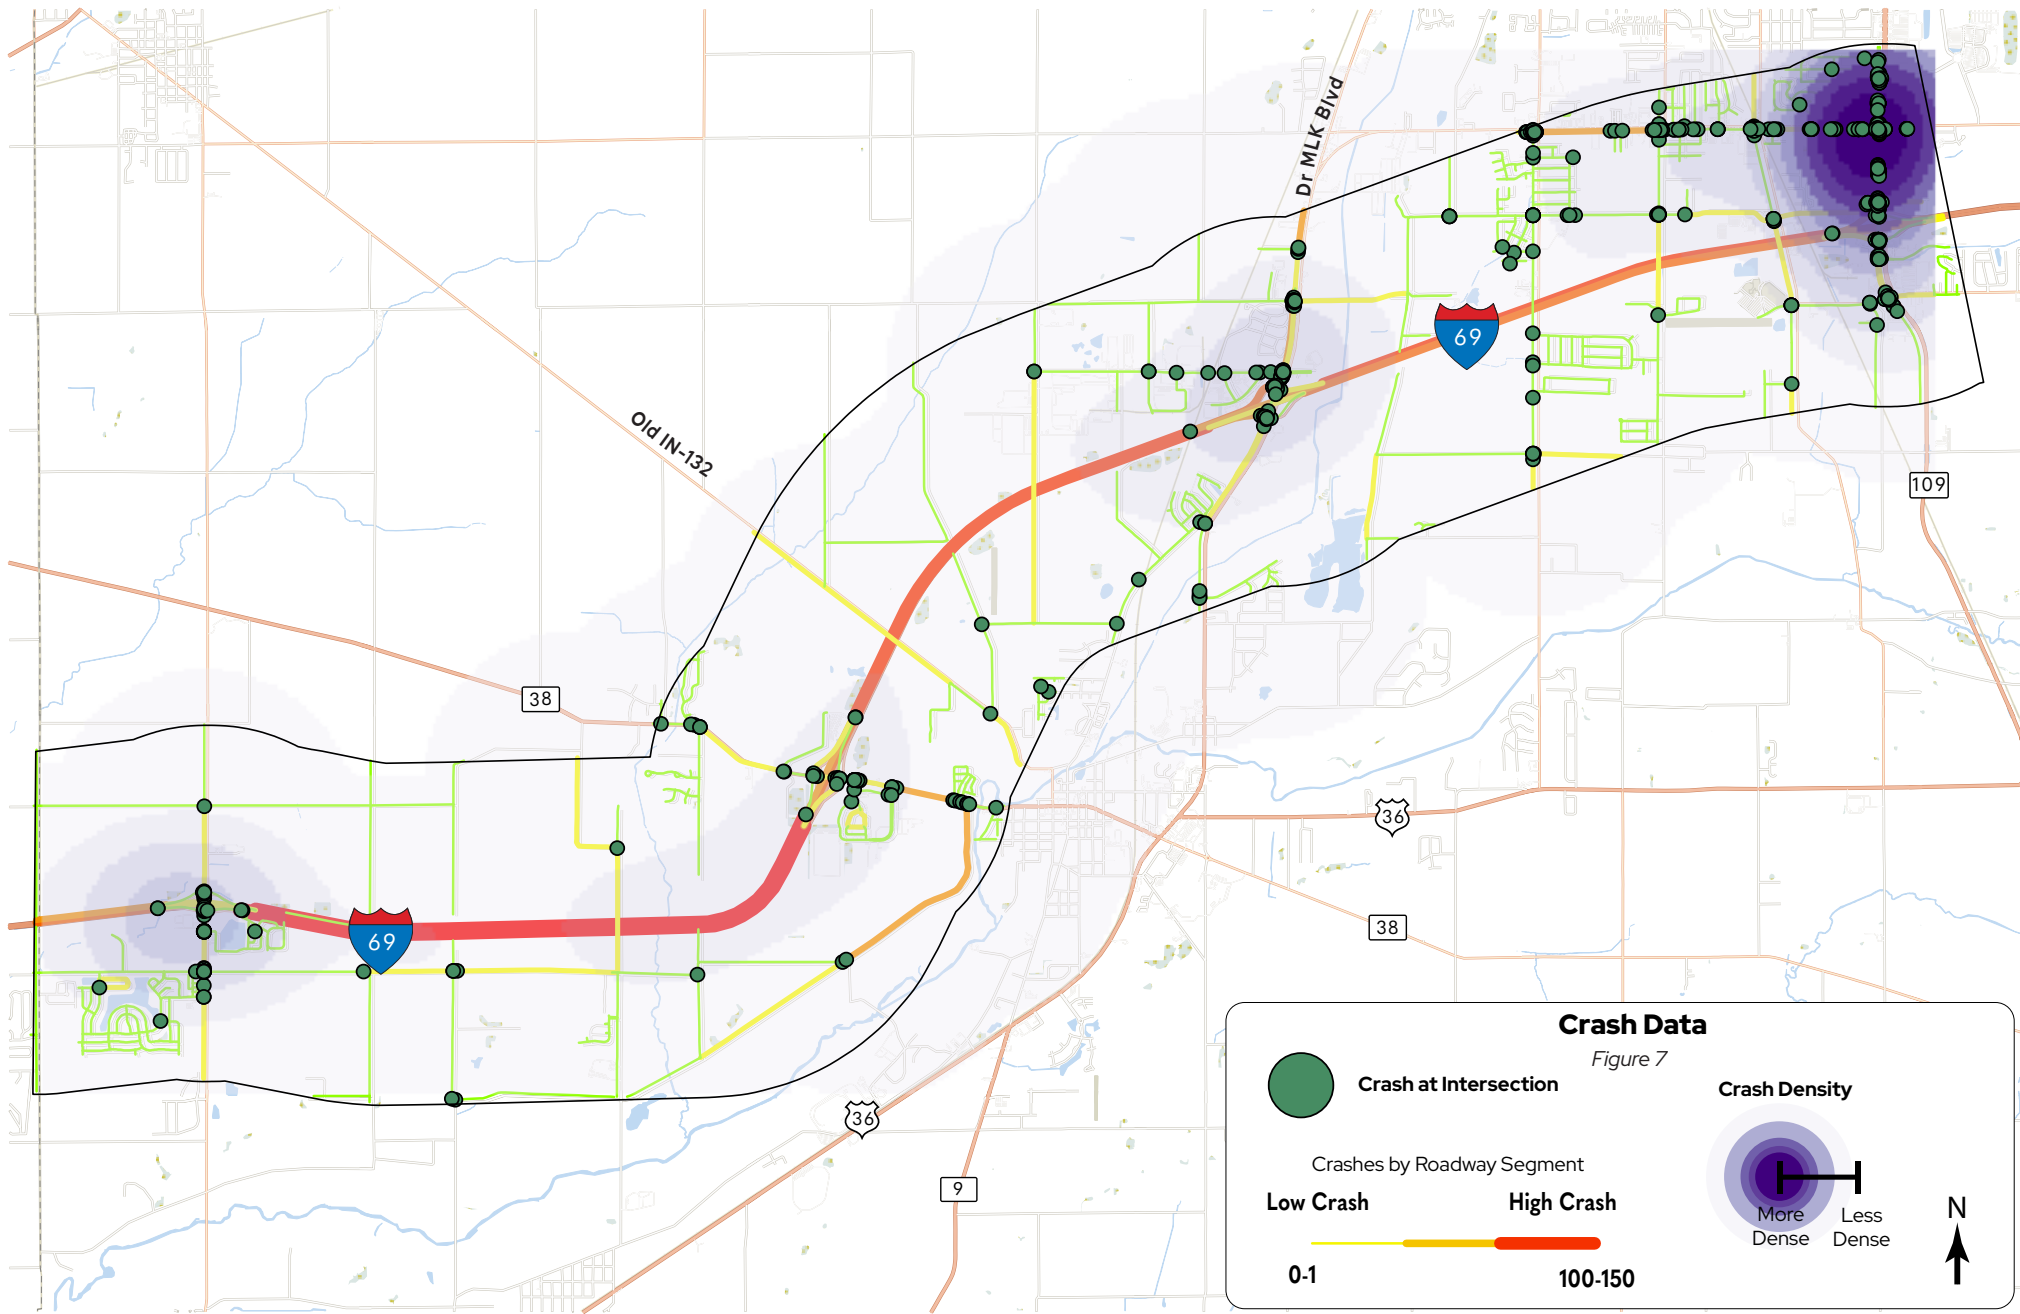 Dr MLK Blvd
69
Old IN-132
109
38
36
69
38
36
9
Crash Data
Figure 7
Crash at Intersection
Crash Density
Crashes by Roadway Segment
Low Crash
High Crash
More
Dense
Less
Dense
N
0-1
100-150